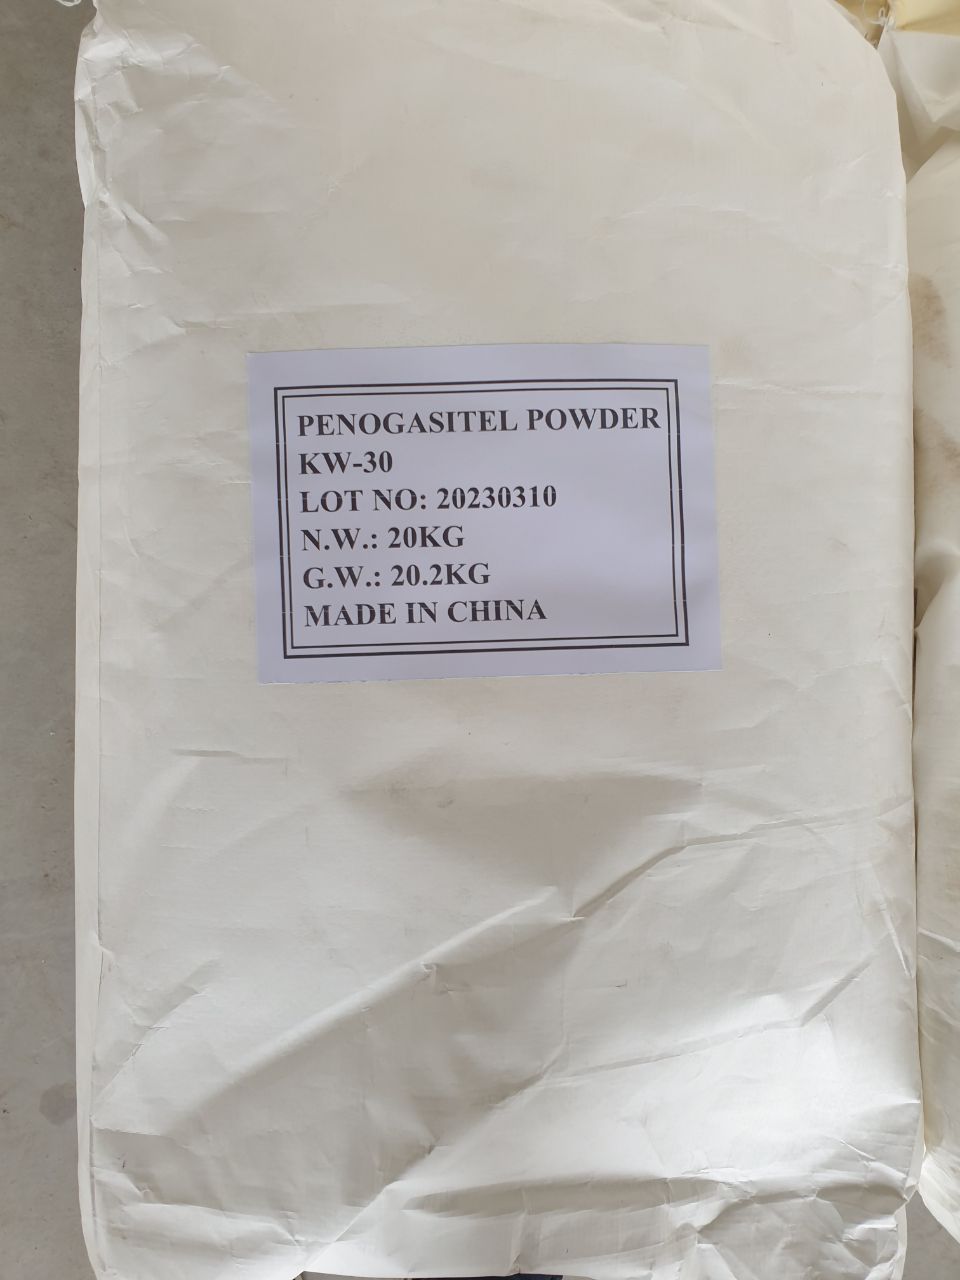 PENOGASITEL POWDER
KW-30
LOT NO: 20230310
N.W.: 20KG
G.W.: 20.2KG
MADE IN CHINA